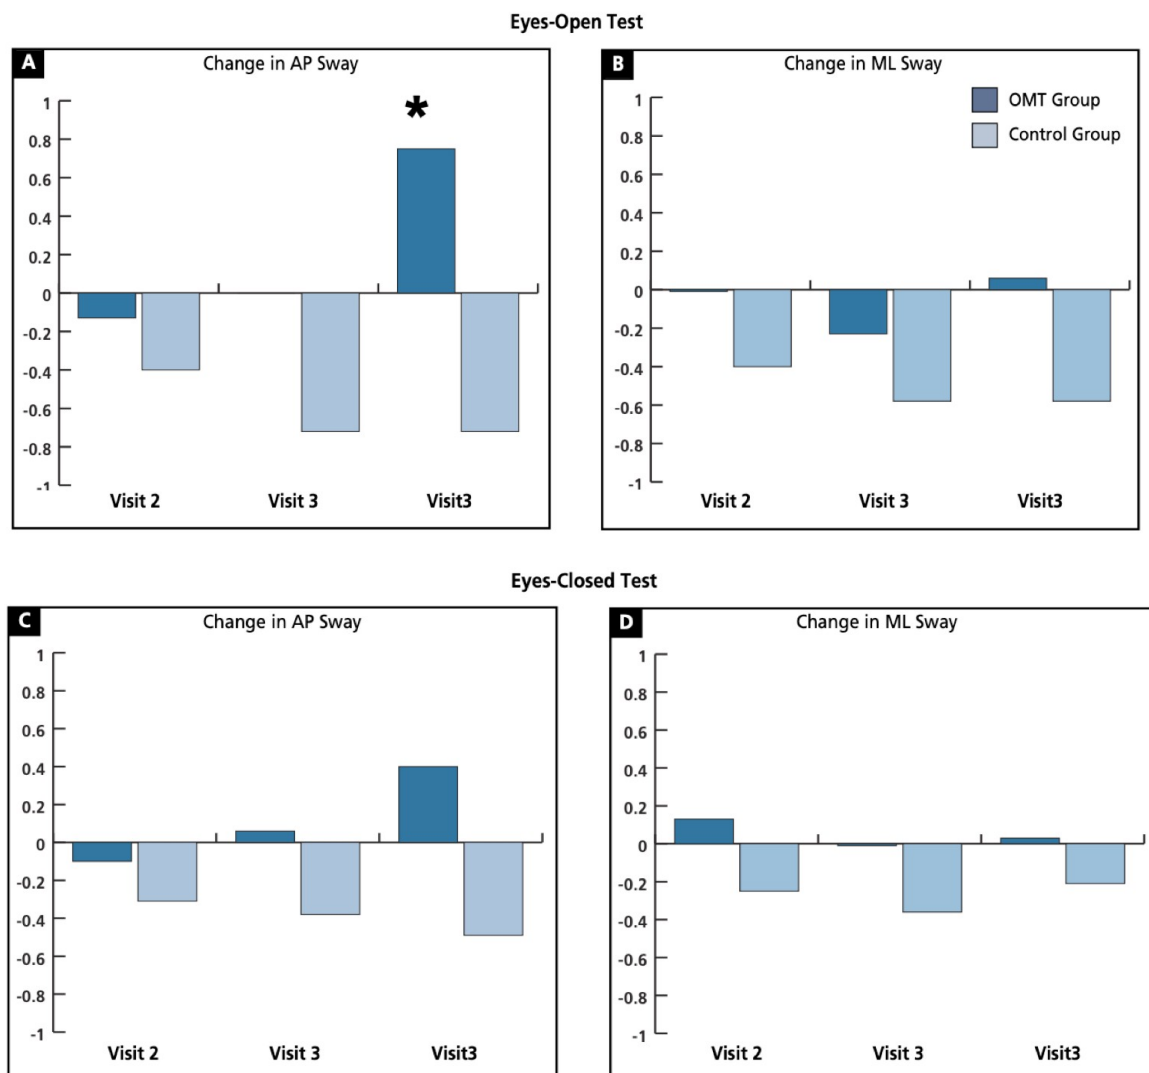 Eyes-Open Test
A
Change in AP Sway
1
0.8
0.6
0.4
0.2
0
-0.2
-0.4
-0.6
-0.8
-1
*
Visit 2 Visit 3 Visit3
B
Change in ML Sway
OMT Group
Control Group
1
0.8
0.6
0.4
0.2
0
-0.2
-0.4
-0.6
-0.8
-1
Visit 2 Visit 3 Visit3
Eyes-Closed Test
C
Change in AP Sway
1
0.8
0.6
0.4
0.2
0
-0.2
-0.4
-0.6
-0.8
-1
Visit 2 Visit 3 Visit3
D
Change in ML Sway
1
0.8
0.6
0.4
0.2
0
-0.2
-0.4
-0.6
-0.8
-1
Visit 2 Visit 3 Visit3